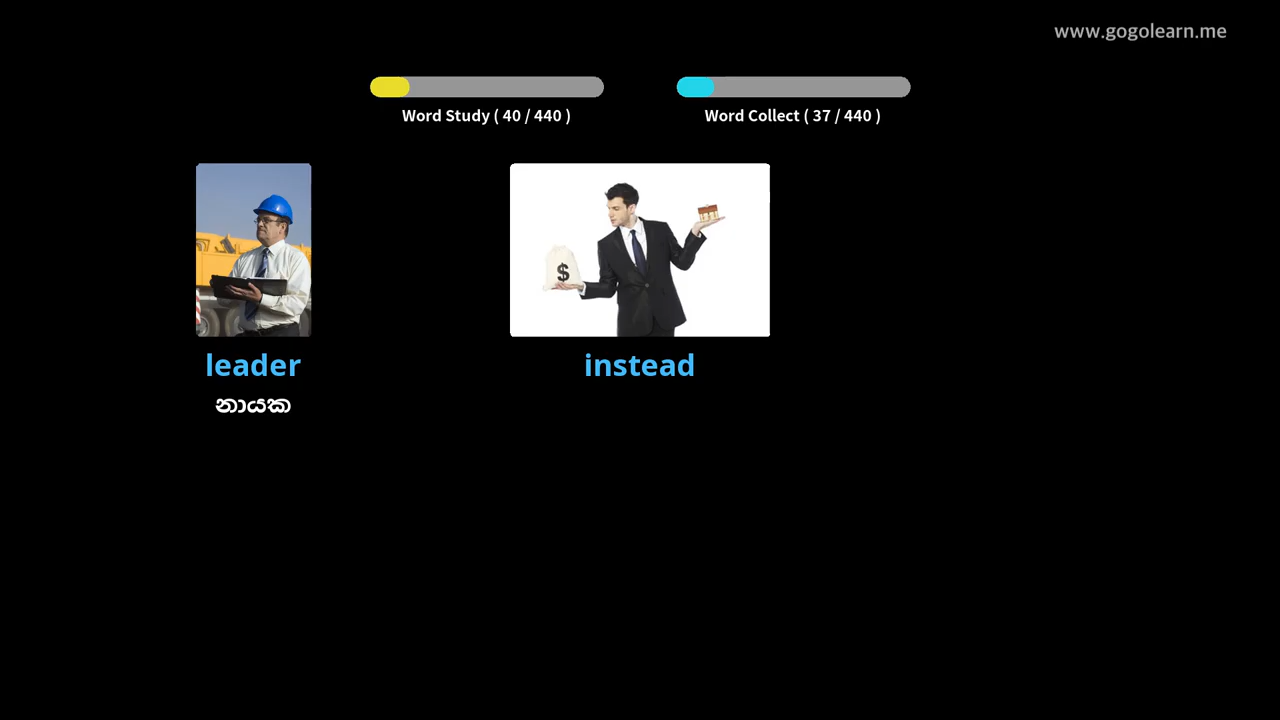 www.gogolearn.me
Word Study ( 40 / 440 )
Word Collect ( 37 / 440 )
$
leader
instead
නායක